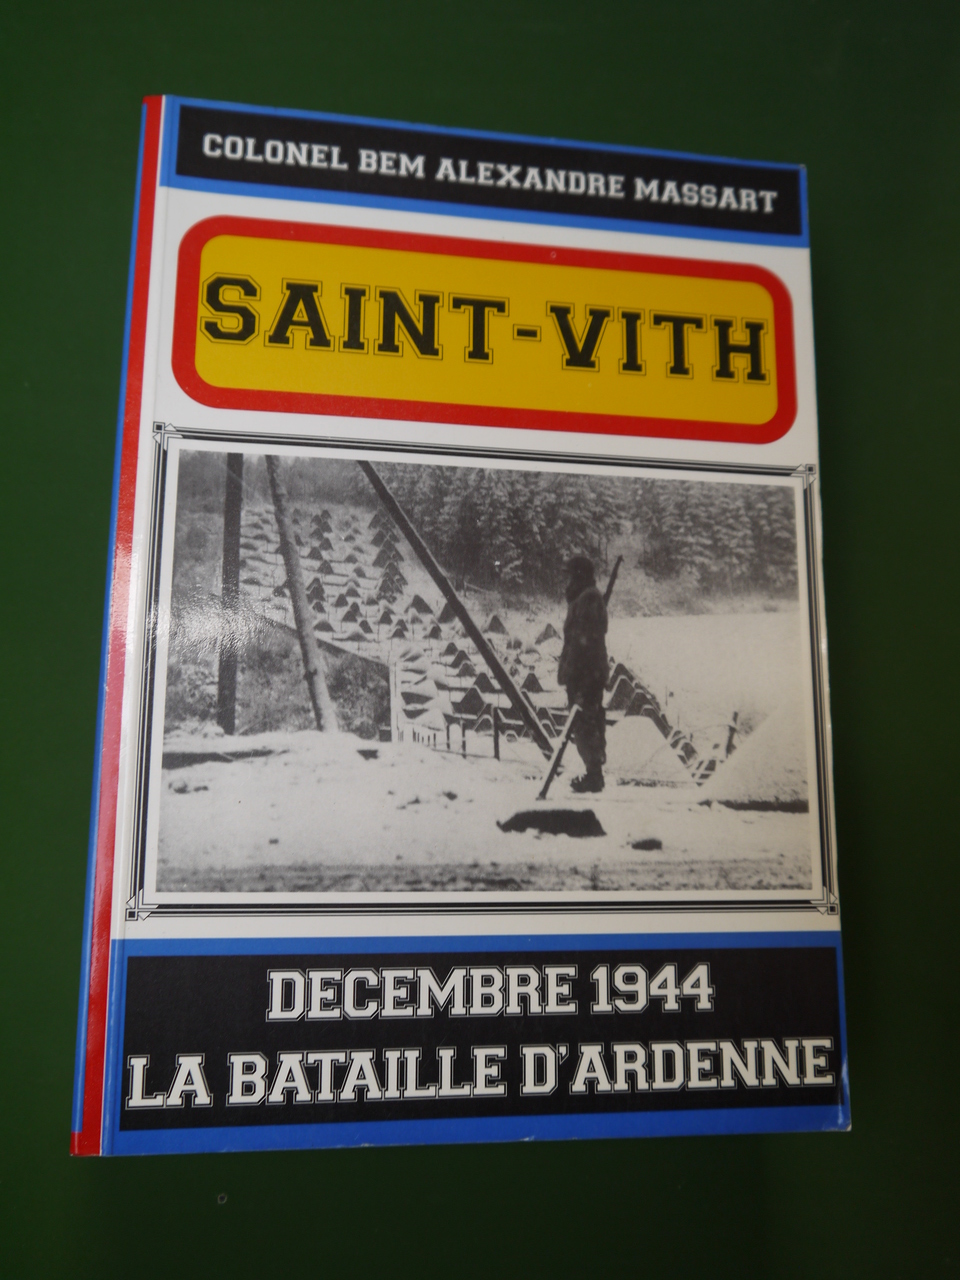 COLONEL BEM ALEXANDRE MASSART
SAINT-VITH
DECEMBRE 1944
LA BATAILLE D'ARDENNE